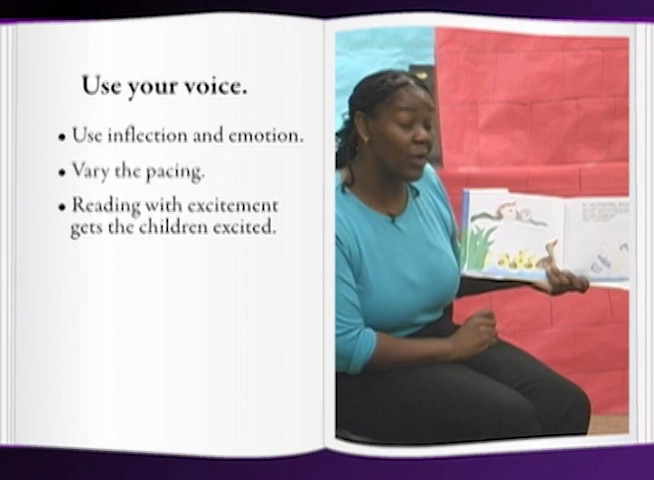 Use your voice.
• Use inflection and emotion.
• Vary the pacing.
• Reading with excitement
gets the children excited.